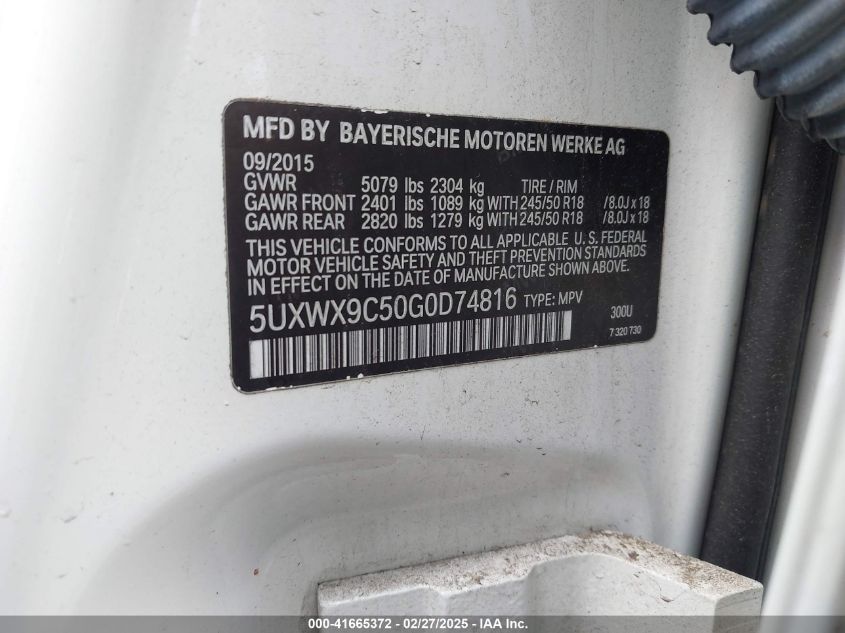 MFD BY BAYERISCHE MOTOREN WERKE AG
09/2015
GVWR 5079 lbs 2304 kg TIRE / RIM
GAWR FRONT 2401 lbs 1089 kg WITH 245/50 R18 /8.0J x 18
GAWR REAR 2820 lbs 1279 kg WITH 245/50 R18 /8.0J x 18
THIS VEHICLE CONFORMS TO ALL APPLICABLE U. S. FEDERAL
MOTOR VEHICLE SAFETY AND THEFT PREVENTION STANDARDS
IN EFFECT ON THE DATE OF MANUFACTURE SHOWN ABOVE.
5UXWX9C50G0D74816 TYPE: MPV 300U
7 320 730
000-41665372 / 02/27/2025 - IAA Inc.